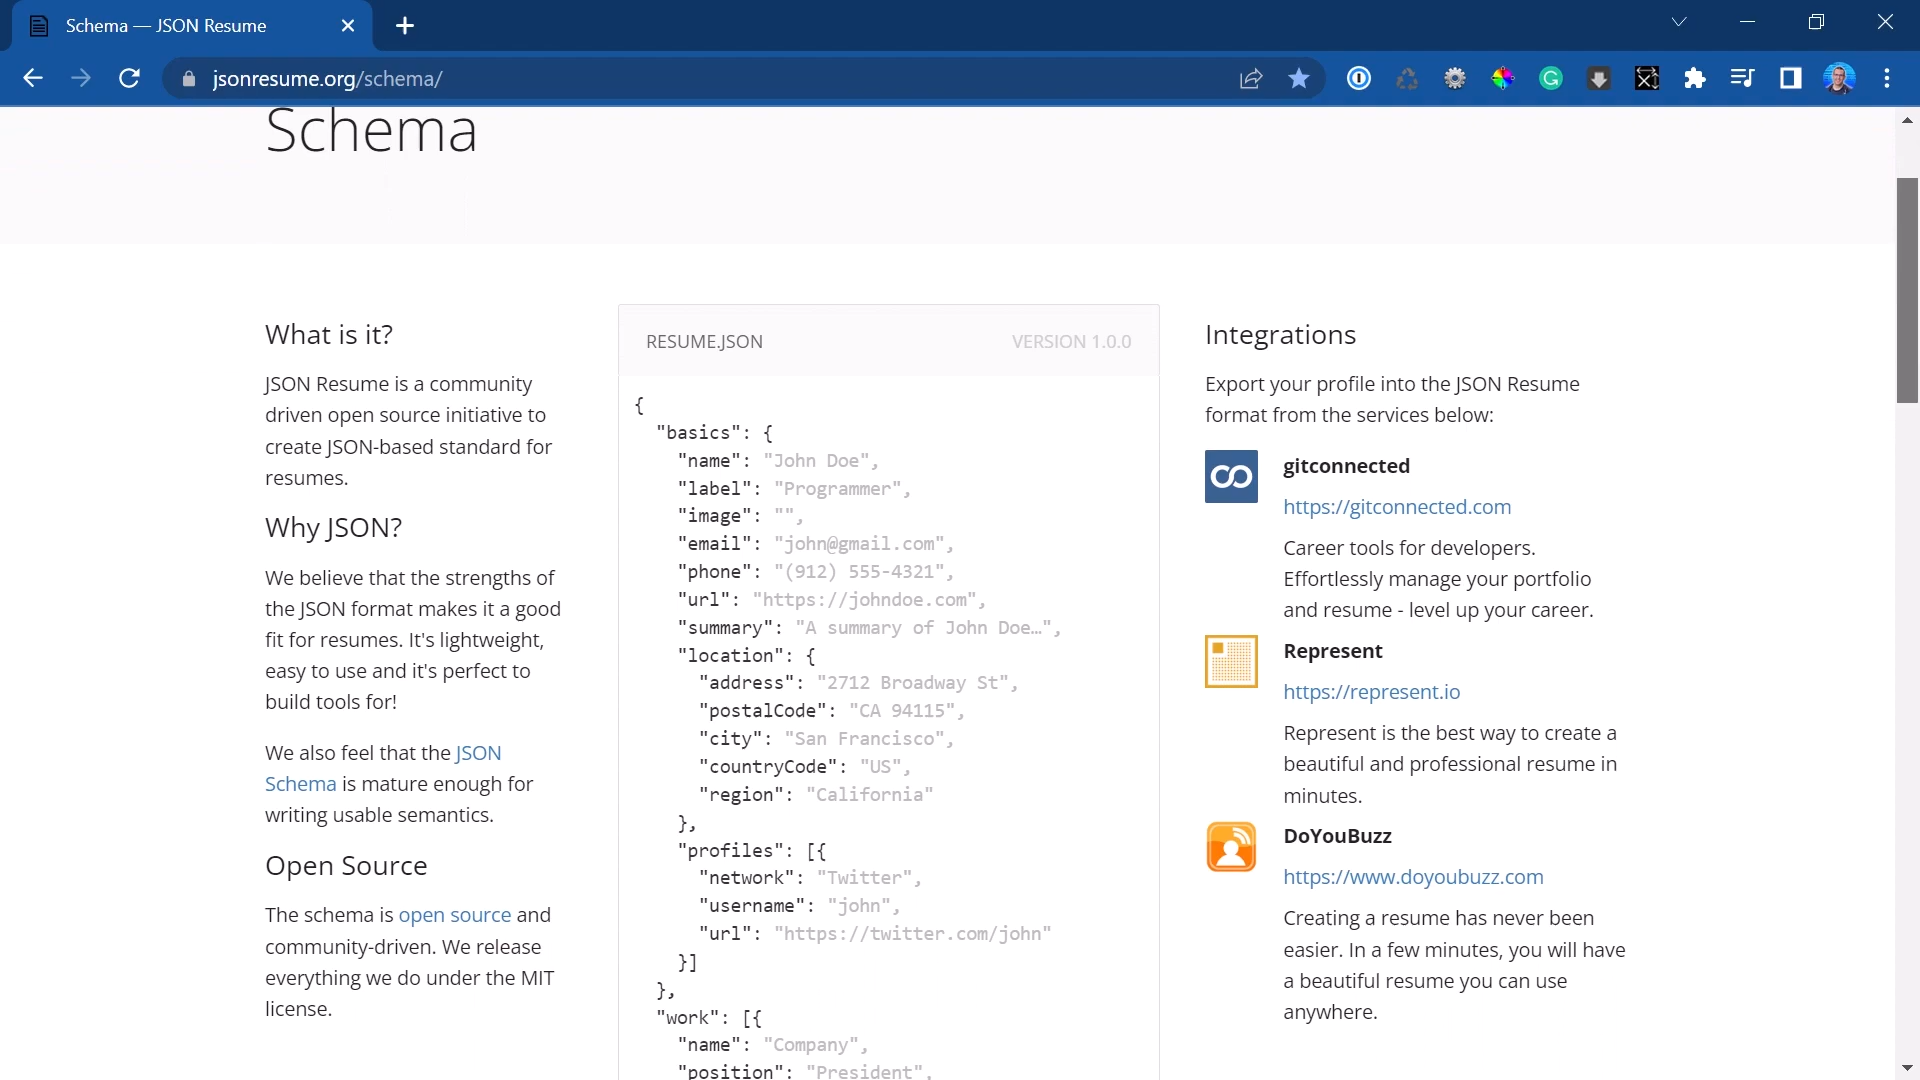 Schema — JSON Resume
jsonresume.org/schema/
Schema
What is it?
JSON Resume is a community
driven open source initiative to
create JSON-based standard for
resumes.
Why JSON?
We believe that the strengths of
the JSON format makes it a good
fit for resumes. It's lightweight,
easy to use and it's perfect to
build tools for!
We also feel that the JSON
Schema is mature enough for
writing usable semantics.
Open Source
The schema is open source and
community-driven. We release
everything we do under the MIT
license.
RESUME.JSON VERSION 1.0.0
{
"basics": {
"name": "John Doe",
"label": "Programmer",
"image": "",
"email": "john@gmail.com",
"phone": "(912) 555-4321",
"url": "https://johndoe.com",
"summary": "A summary of John Doe…",
"location": {
"address": "2712 Broadway St",
"postalCode": "CA 94115",
"city": "San Francisco",
"countryCode": "US",
"region": "California"
},
"profiles": [{
"network": "Twitter",
"username": "john",
"url": "https://twitter.com/john"
}]
},
"work": [{
"name": "Company",
"position": "President",
Integrations
Export your profile into the JSON Resume
format from the services below:
gitconnected
https://gitconnected.com
Career tools for developers.
Effortlessly manage your portfolio
and resume - level up your career.
Represent
https://represent.io
Represent is the best way to create a
beautiful and professional resume in
minutes.
DoYouBuzz
https://www.doyoubuzz.com
Creating a resume has never been
easier. In a few minutes, you will have
a beautiful resume you can use
anywhere.